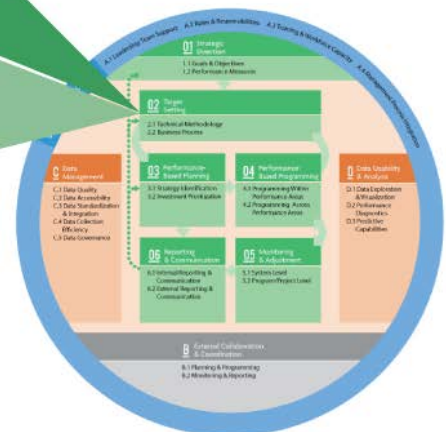 A.1 Leadership Team Support
A.2 Roles & Responsibilities
A.3 Training & Workforce Capacity
A.4 Management Process Integration
01 Strategic
Direction
1.1 Goals & Objectives
1.2 Performance Measures
02 Target
Setting
2.1 Technical Methodology
2.2 Business Process
C Data
Management
C.1 Data Quality
C.2 Data Accessibility
C.3 Data Standardization
& Integration
C.4 Data Collection
Efficiency
C.5 Data Governance
03 Performance-
Based Planning
3.1 Strategy Identification
3.2 Investment Prioritization
04 Performance-
Based Programming
4.1 Programming Within
Performance Areas
4.2 Programming Across
Performance Areas
D Data Usability
& Analysis
D.1 Data Exploration
& Visualization
D.2 Performance
Diagnostics
D.3 Predictive
Capabilities
06 Reporting
& Communication
6.1 Internal Reporting &
Communication
6.2 External Reporting &
Communication
05 Monitoring
& Adjustment
5.1 System Level
5.2 Program/Project Level
B External Collaboration
& Coordination
B.1 Planning & Programming
B.2 Monitoring & Reporting